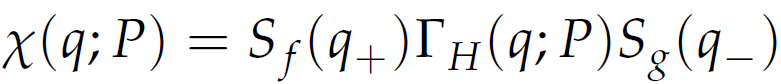 χ(q; P) = S_f(q_+)Γ_H(q; P)S_g(q_−)